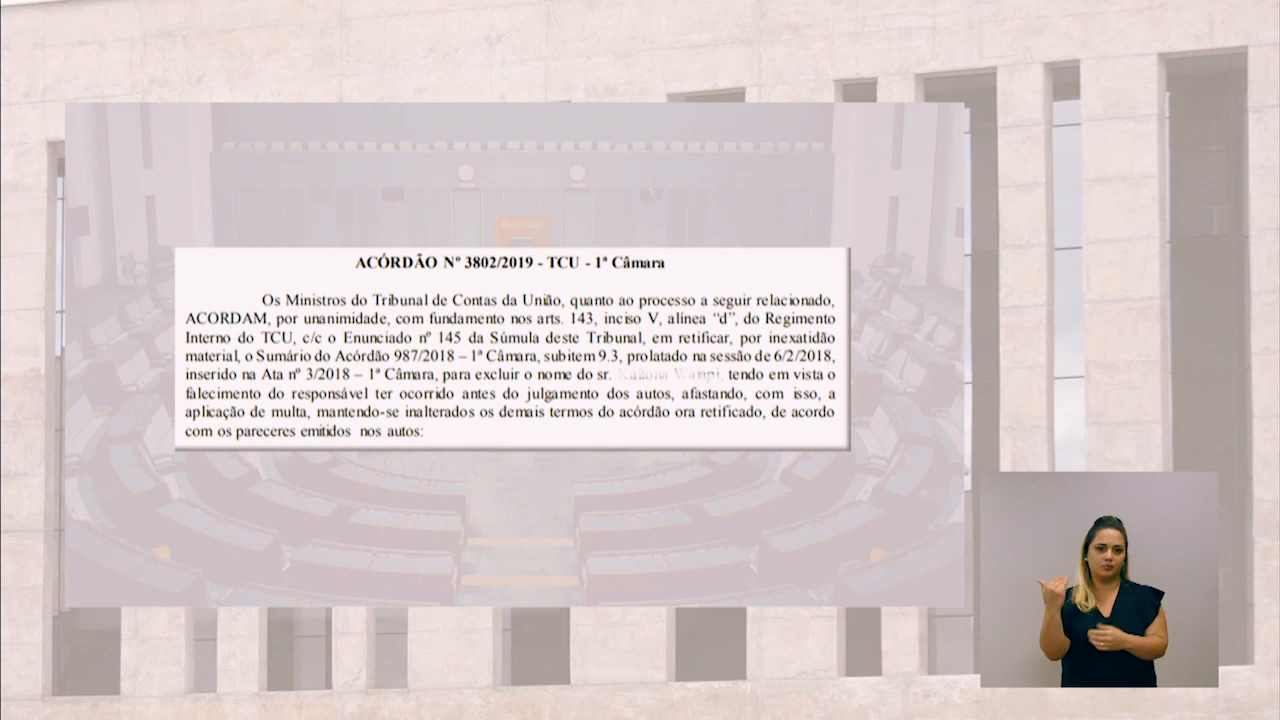 ACÓRDÃO Nº 3802/2019 - TCU - 1ª Câmara
Os Ministros do Tribunal de Contas da União, quanto ao processo a seguir relacionado,
ACORDAM, por unanimidade, com fundamento nos arts. 143, inciso V, alínea “d”, do Regimento
Interno do TCU, c/c o Enunciado nº 145 da Súmula deste Tribunal, em retificar, por inexatidão
material, o Sumário do Acórdão 987/2018 – 1ª Câmara, subitem 9.3, prolatado na sessão de 6/2/2018,
inserido na Ata nº 3/2018 – 1ª Câmara, para excluir o nome do sr. tendo em vista o
falecimento do responsável ter ocorrido antes do julgamento dos autos, afastando, com isso, a
aplicação de multa, mantendo-se inalterados os demais termos do acórdão ora retificado, de acordo
com os pareceres emitidos nos autos: